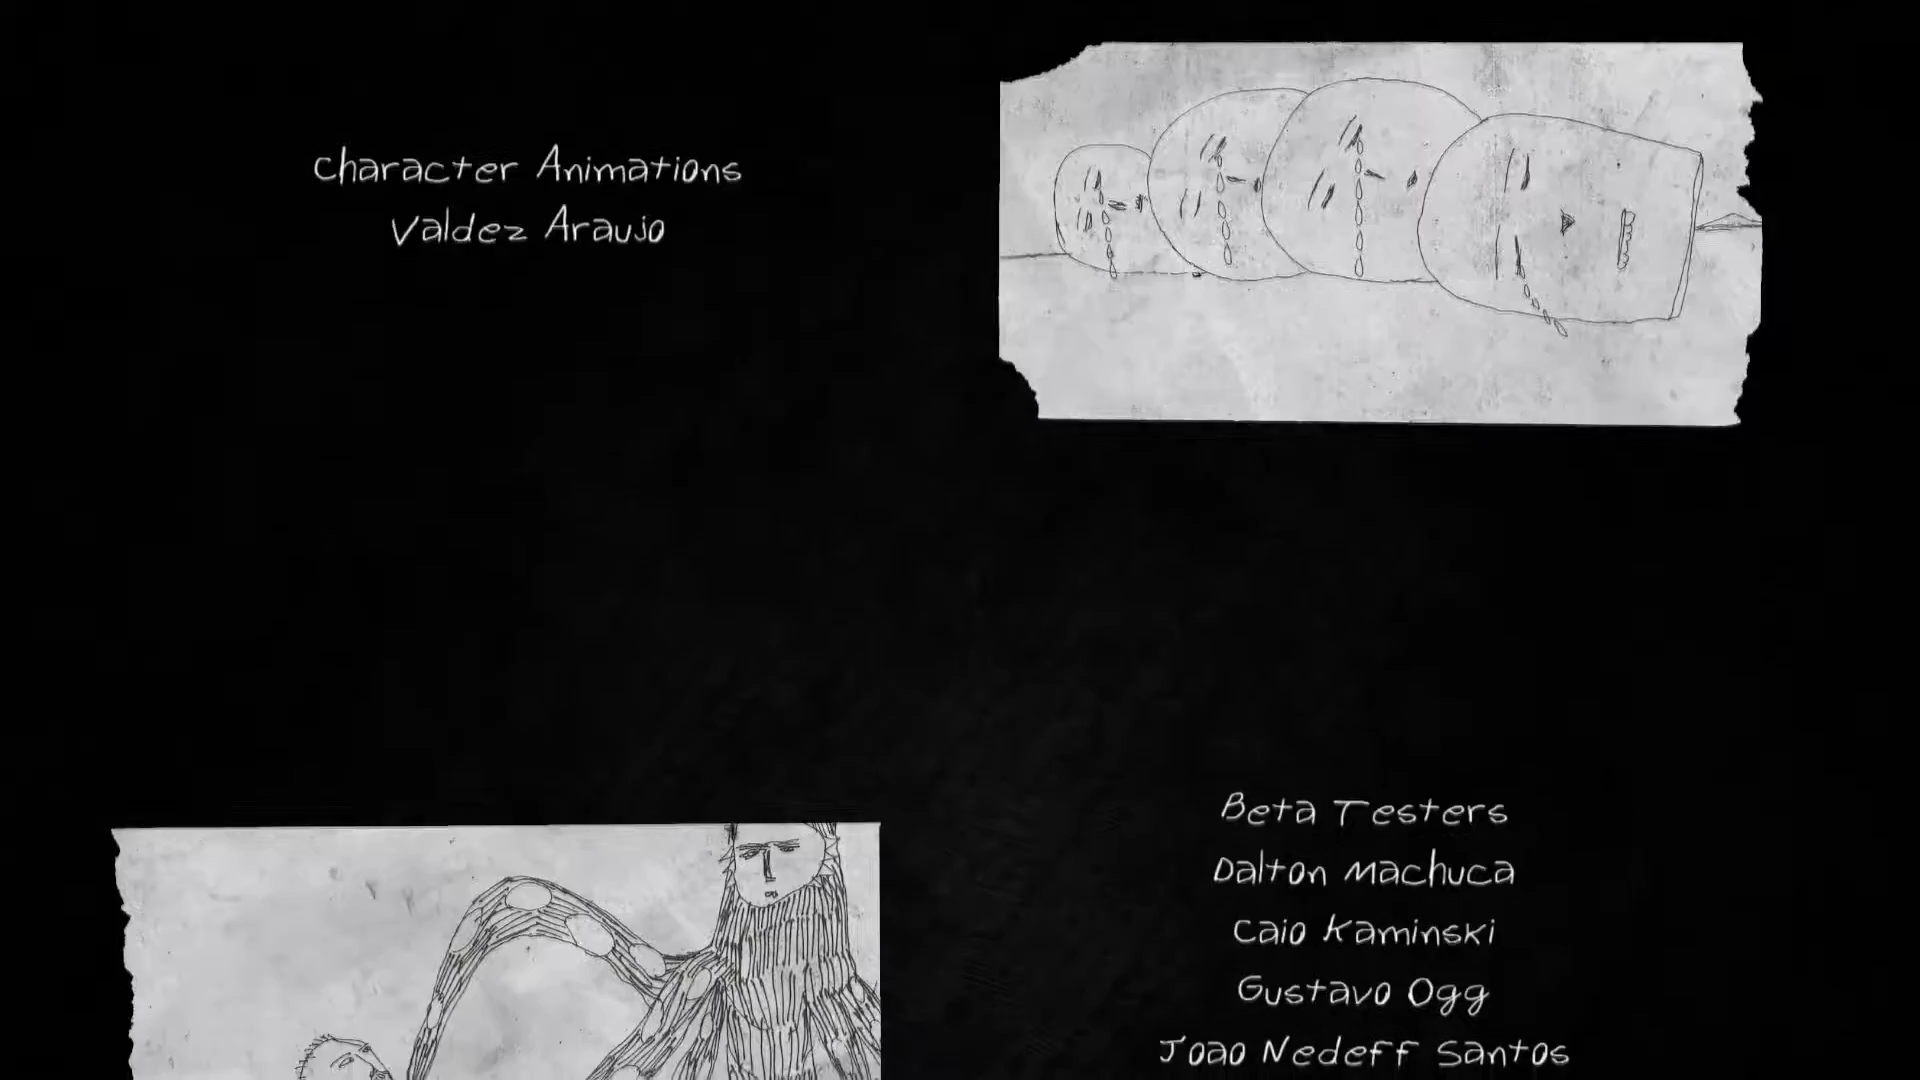 Character Animations
Valdez Araujo
Beta Testers
Dalton Machuca
Caio Kaminski
Gustavo Ogg
Joao Nedeff Santos